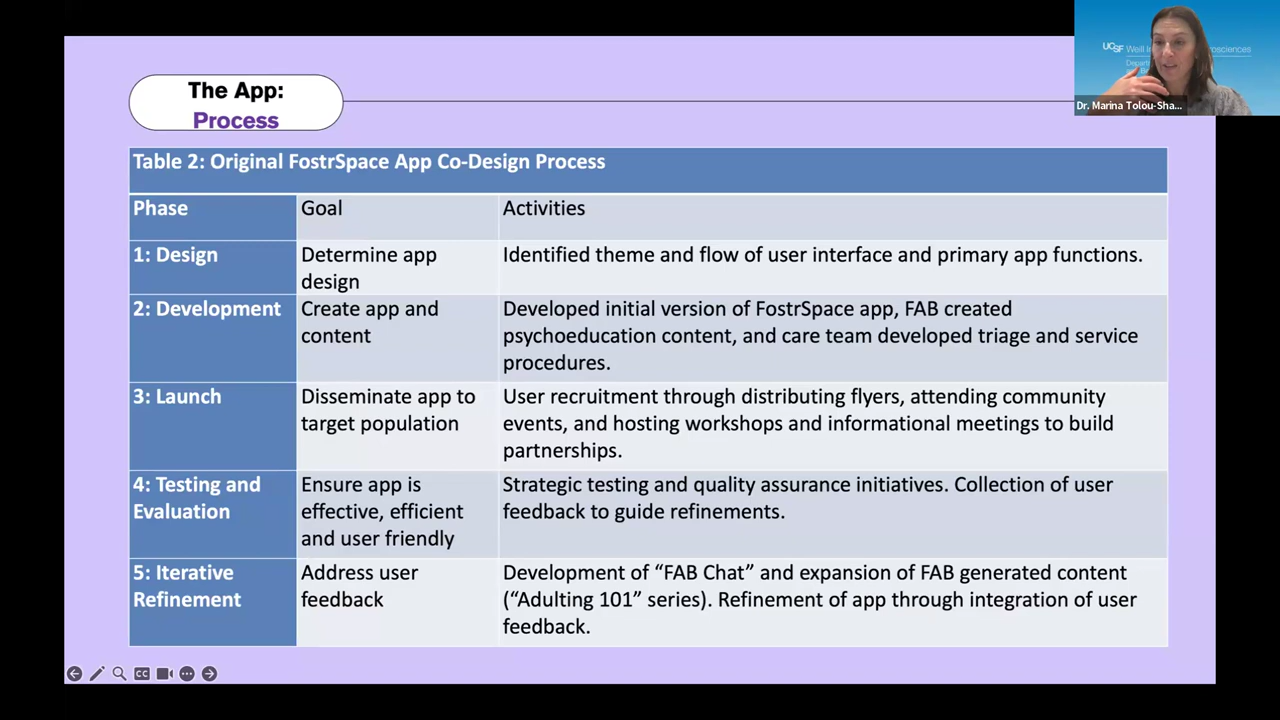 The App:
Process
Table 2: Original FostrSpace App Co-Design Process
Phase
Goal
Activities
1: Design
Determine app
design
Identified theme and flow of user interface and primary app functions.
2: Development
Create app and
content
Developed initial version of FostrSpace app, FAB created
psychoeducation content, and care team developed triage and service
procedures.
3: Launch
Disseminate app to
target population
User recruitment through distributing flyers, attending community
events, and hosting workshops and informational meetings to build
partnerships.
4: Testing and
Evaluation
Ensure app is
effective, efficient
and user friendly
Strategic testing and quality assurance initiatives. Collection of user
feedback to guide refinements.
5: Iterative
Refinement
Address user
feedback
Development of “FAB Chat” and expansion of FAB generated content
(“Adulting 101” series). Refinement of app through integration of user
feedback.
UCSF Weill
Dr. Marina Tolou-Sha...
CC